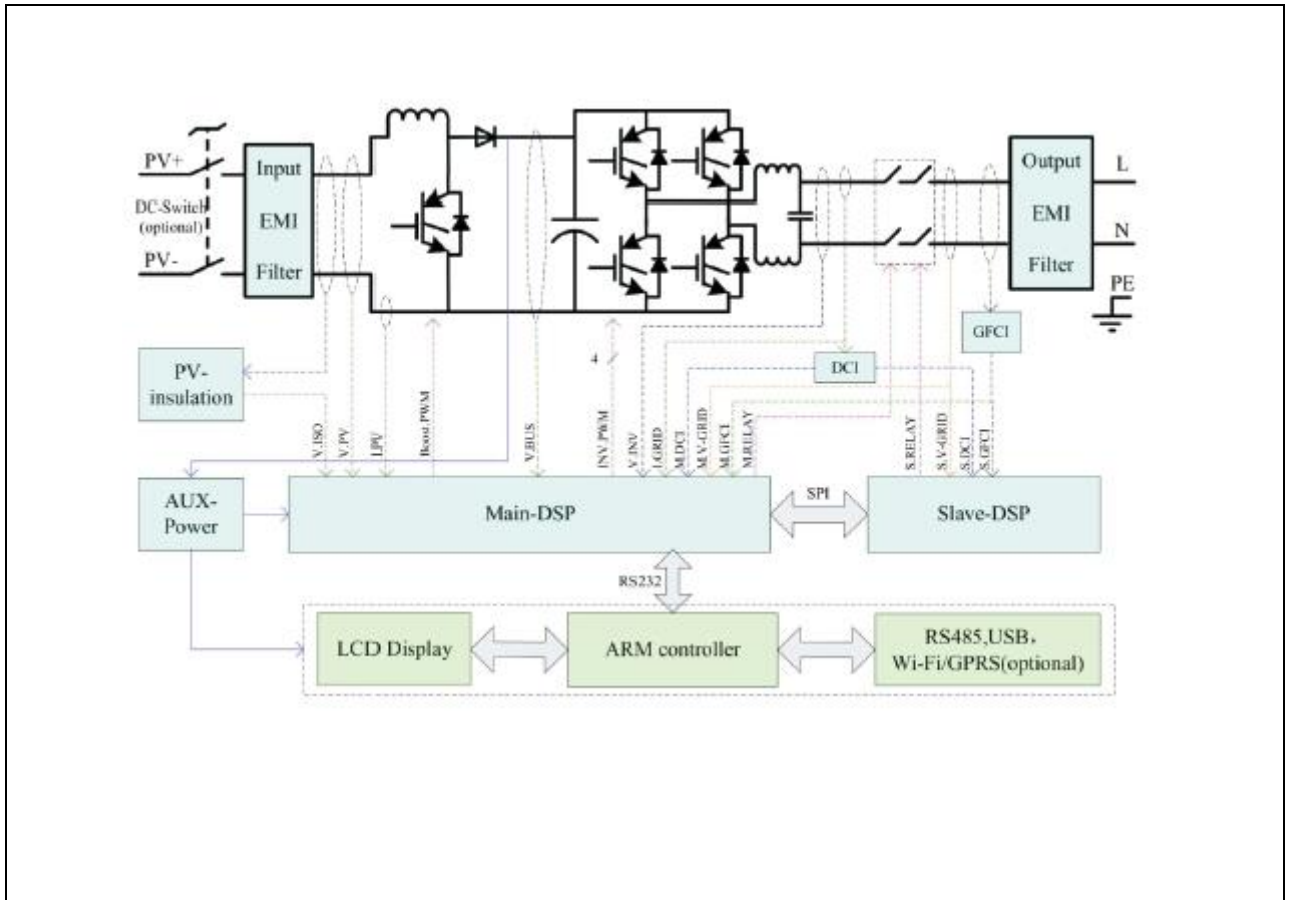 PV+
DC-Switch
(optional)
PV-
Input
EMI
Filter
Output
EMI
Filter
L
N
PE
GFCI
DCI
PV-
insulation
4
V.ISO
V.PV
I.PV
Boost.PWM
V.BUS
INV.PWM
V.INV
I.GRID
M.DCI
M.V-GRID
M.GFCI
M.RELAY
S.RELAY
S.V-GRID
S.DCI
S.GFCI
AUX-
Power
Main-DSP
SPI
Slave-DSP
RS232
LCD Display
ARM controller
RS485,USB,
Wi-Fi/GPRS(optional)